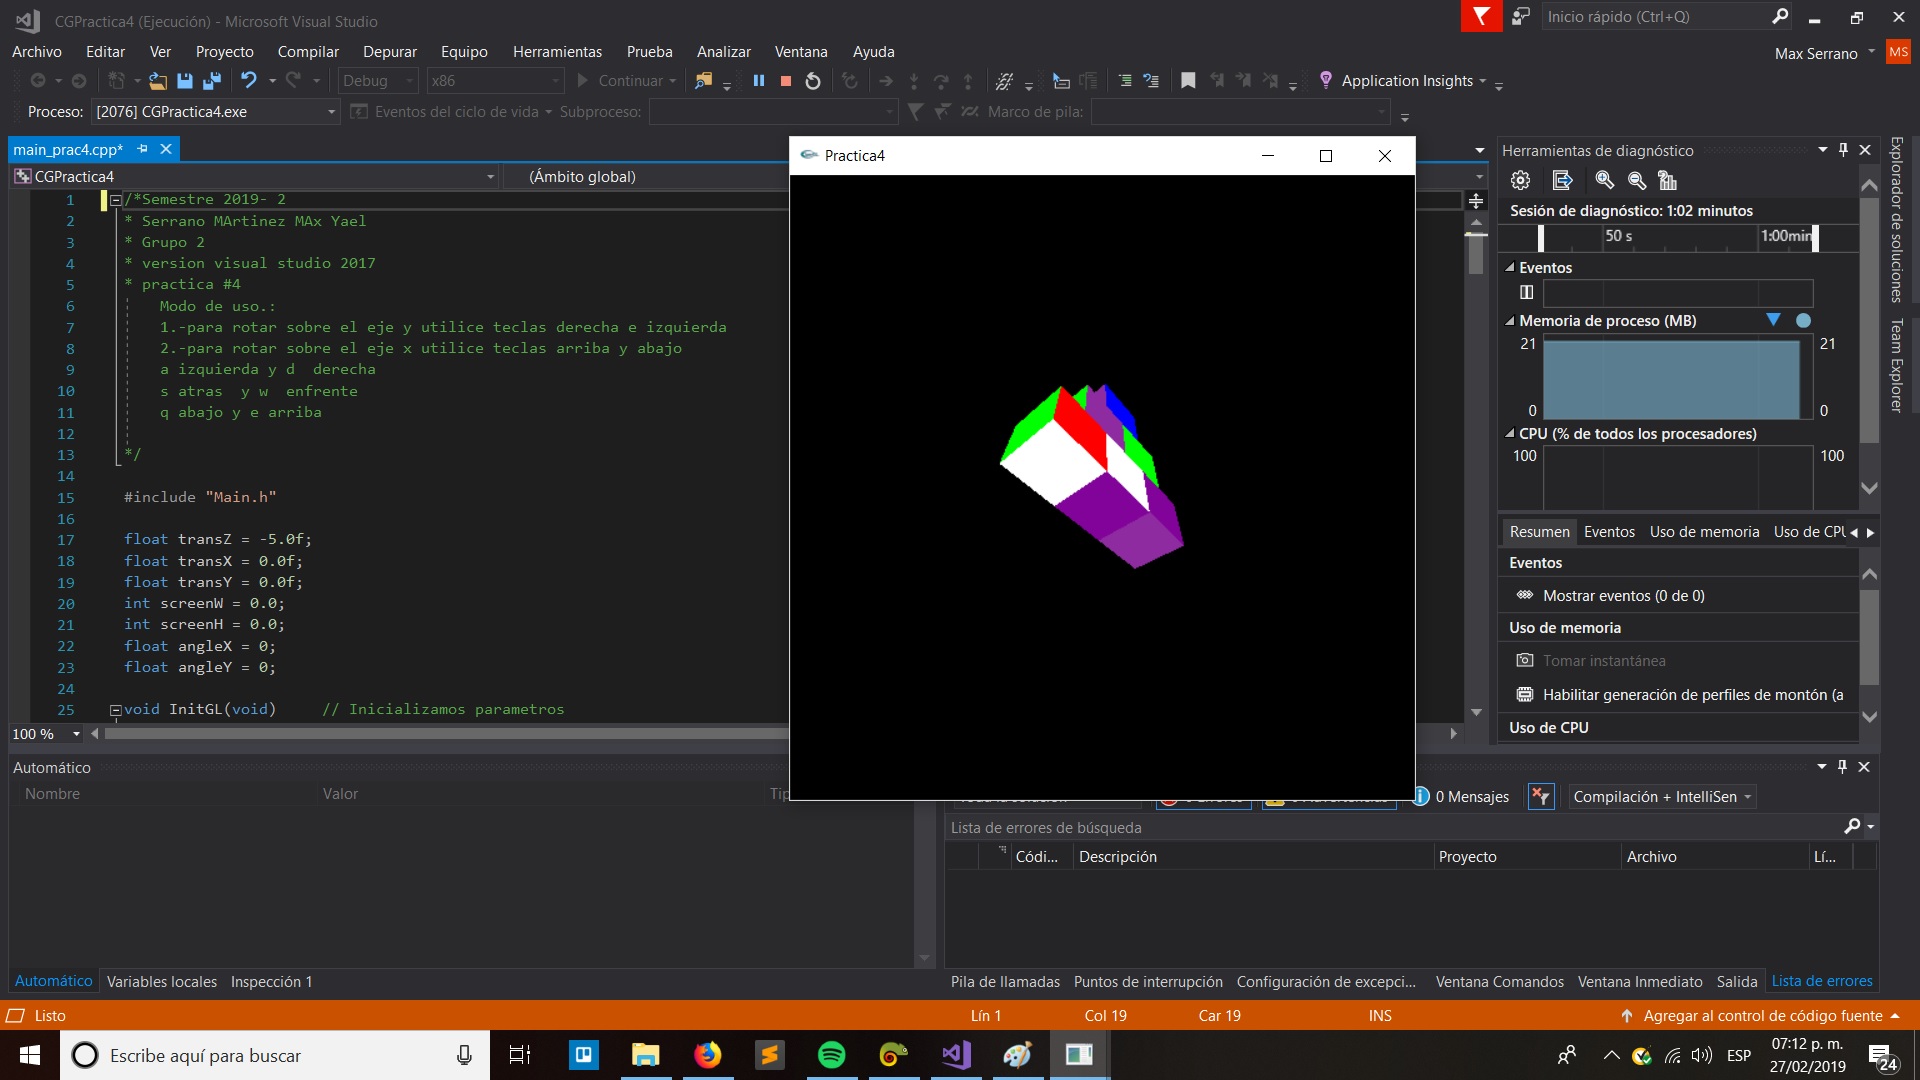 CGPractica4 (Ejecución) - Microsoft Visual Studio
Inicio rápido (Ctrl+Q)
Archivo Editar Ver Proyecto Compilar Depurar Equipo Herramientas Prueba Analizar Ventana Ayuda
Max Serrano MS
Debug x86 Continuar Application Insights
Proceso: [2076] CGPractica4.exe Eventos del ciclo de vida Subproceso: Marco de pila:
main_prac4.cpp*
CGPractica4 (Ámbito global)
1 /*Semestre 2019- 2
2 * Serrano MArtinez MAx Yael
3 * Grupo 2
4 * version visual studio 2017
5 * practica #4
6 Modo de uso.:
7 1.-para rotar sobre el eje y utilice teclas derecha e izquierda
8 2.-para rotar sobre el eje x utilice teclas arriba y abajo
9 a izquierda y d derecha
10 s atras y w enfrente
11 q abajo y e arriba
12
13 */
14
15 #include "Main.h"
16
17 float transZ = -5.0f;
18 float transX = 0.0f;
19 float transY = 0.0f;
20 int screenW = 0.0;
21 int screenH = 0.0;
22 float angleX = 0;
23 float angleY = 0;
24
25 void InitGL(void) // Inicializamos parametros
100 %
Practica4
Herramientas de diagnóstico
Sesión de diagnóstico: 1:02 minutos
50 s 1:00min
Eventos
Memoria de proceso (MB)
21 21
0 0
CPU (% de todos los procesadores)
100 100
Resumen Eventos Uso de memoria Uso de CPU
Eventos
Mostrar eventos (0 de 0)
Uso de memoria
Tomar instantánea
Habilitar generación de perfiles de montón (a
Uso de CPU
Explorador de soluciones
Team Explorer
Automático
Nombre Valor Tip
0 Mensajes Compilación + IntelliSen
Lista de errores de búsqueda
Códi... Descripción Proyecto Archivo Lí...
Automático Variables locales Inspección 1
Pila de llamadas Puntos de interrupción Configuración de excepci... Ventana Comandos Ventana Inmediato Salida Lista de errores
Listo Lín 1 Col 19 Car 19 INS Agregar al control de código fuente
Escribe aquí para buscar
ESP
07:12 p. m.
27/02/2019
24